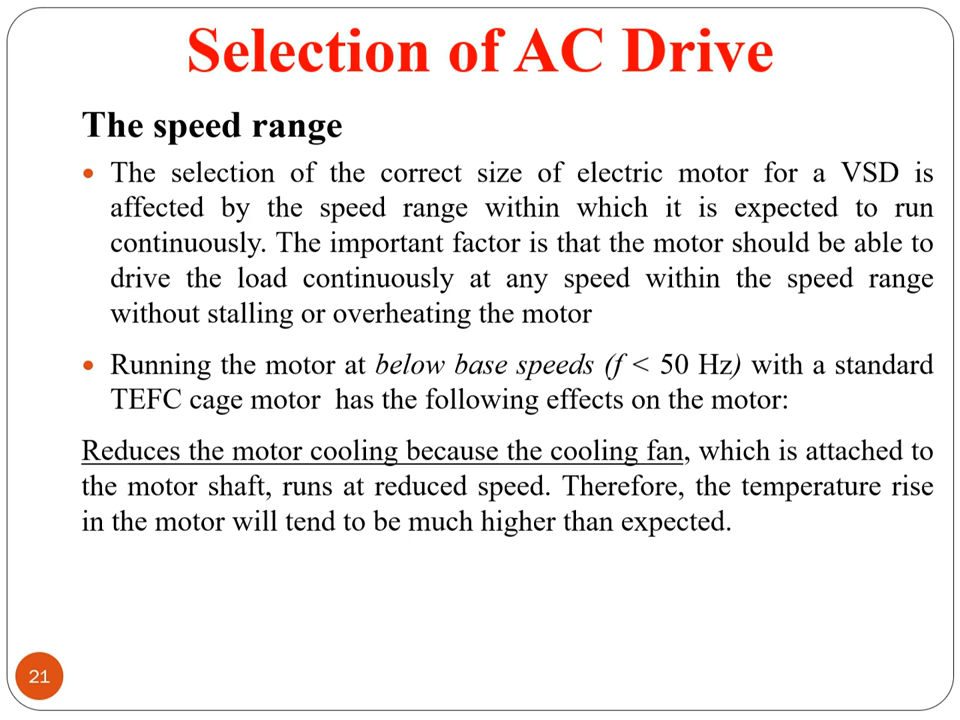 Selection of AC Drive
The speed range
• The selection of the correct size of electric motor for a VSD is
affected by the speed range within which it is expected to run
continuously. The important factor is that the motor should be able to
drive the load continuously at any speed within the speed range
without stalling or overheating the motor
• Running the motor at below base speeds (f < 50 Hz) with a standard
TEFC cage motor has the following effects on the motor:
Reduces the motor cooling because the cooling fan, which is attached to
the motor shaft, runs at reduced speed. Therefore, the temperature rise
in the motor will tend to be much higher than expected.
21